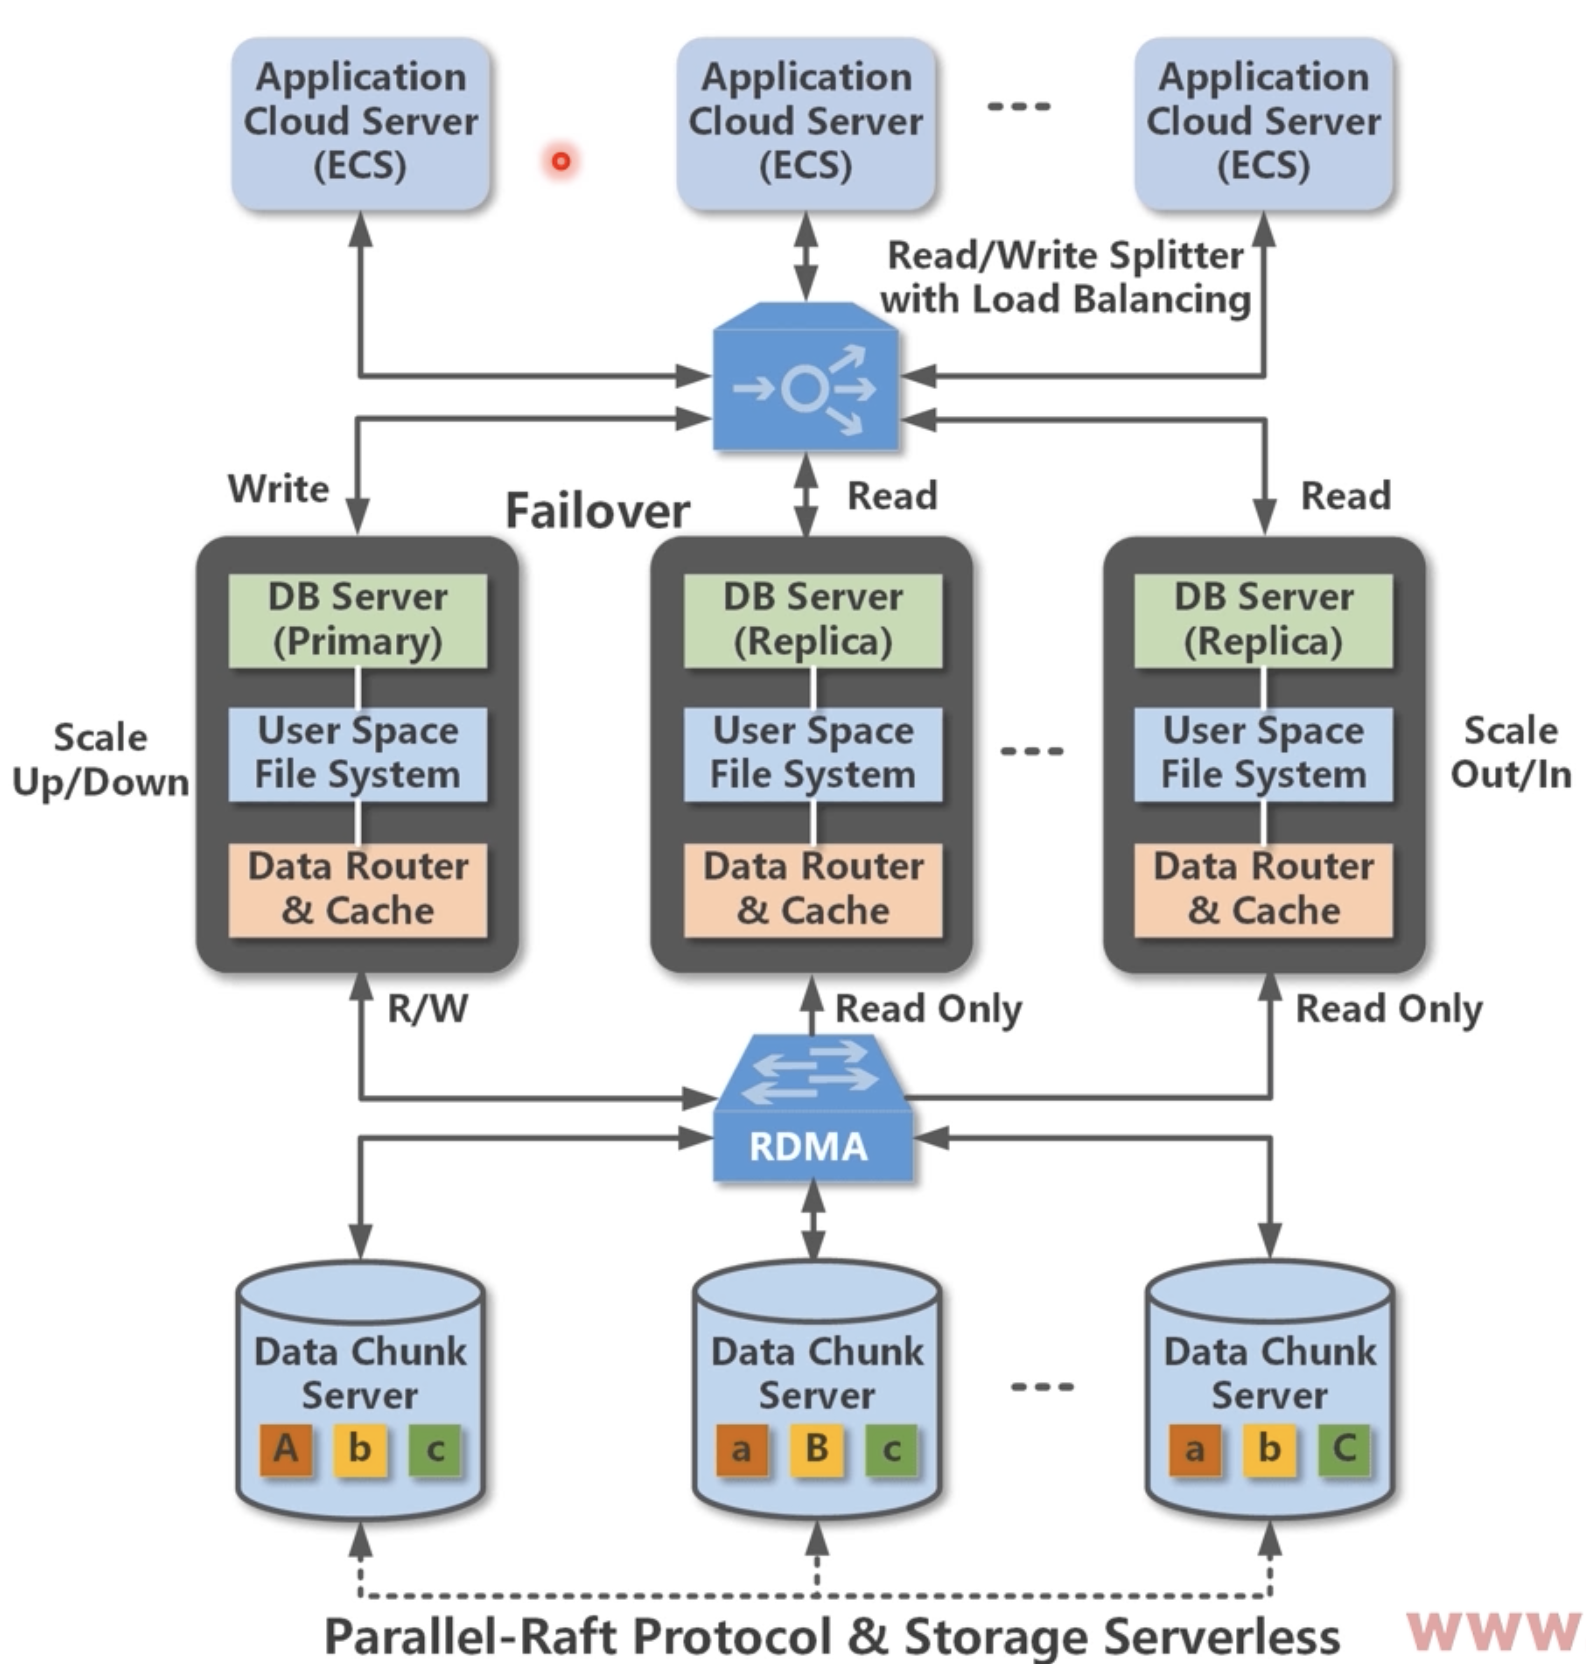 Application
Cloud Server
(ECS)
Application
Cloud Server
(ECS)
---
Application
Cloud Server
(ECS)
Read/Write Splitter
with Load Balancing
Write
Failover
Read
Read
DB Server
(Primary)
User Space
File System
Data Router
& Cache
DB Server
(Replica)
User Space
File System
Data Router
& Cache
---
DB Server
(Replica)
User Space
File System
Data Router
& Cache
Scale
Up/Down
Scale
Out/In
R/W
Read Only
Read Only
RDMA
Data Chunk
Server
A b c
Data Chunk
Server
a B c
---
Data Chunk
Server
a b C
Parallel-Raft Protocol & Storage Serverless
www